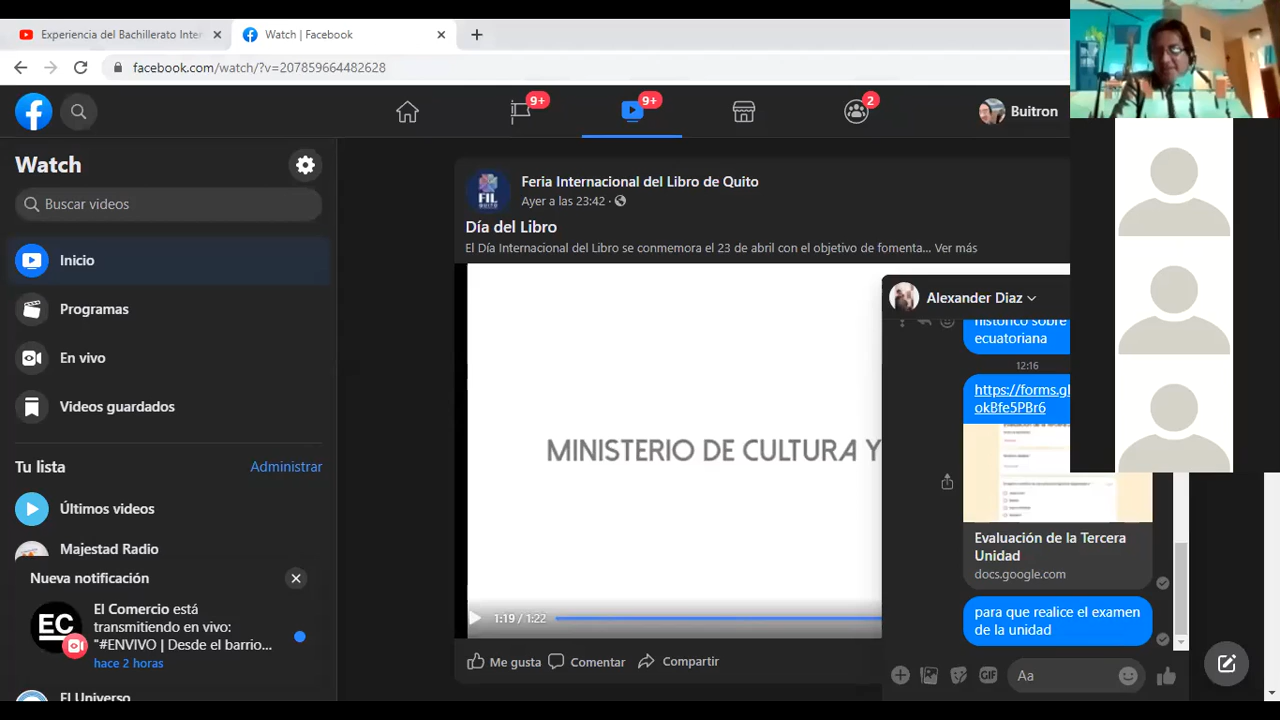 Experiencia del Bachillerato Inter
Watch | Facebook
facebook.com/watch/?v=207859664482628
9+
9+
2
Buitron
Watch
Buscar videos
Inicio
Programas
En vivo
Videos guardados
Tu lista
Administrar
Últimos videos
Majestad Radio
Nueva notificación
EC
El Comercio está
transmitiendo en vivo:
"#ENVIVO | Desde el barrio...
hace 2 horas
El Universo
FIL
QUITO
Feria Internacional del Libro de Quito
Ayer a las 23:42 ·
Día del Libro
El Día Internacional del Libro se conmemora el 23 de abril con el objetivo de fomenta... Ver más
MINISTERIO DE CULTURA Y
1:19 / 1:22
Me gusta
Comentar
Compartir
Alexander Diaz
histórico sobre
ecuatoriana
12:16
https://forms.gl
okBfe5PBr6
Evaluación de la Tercera
Unidad
docs.google.com
para que realice el examen
de la unidad
GIF
Aa